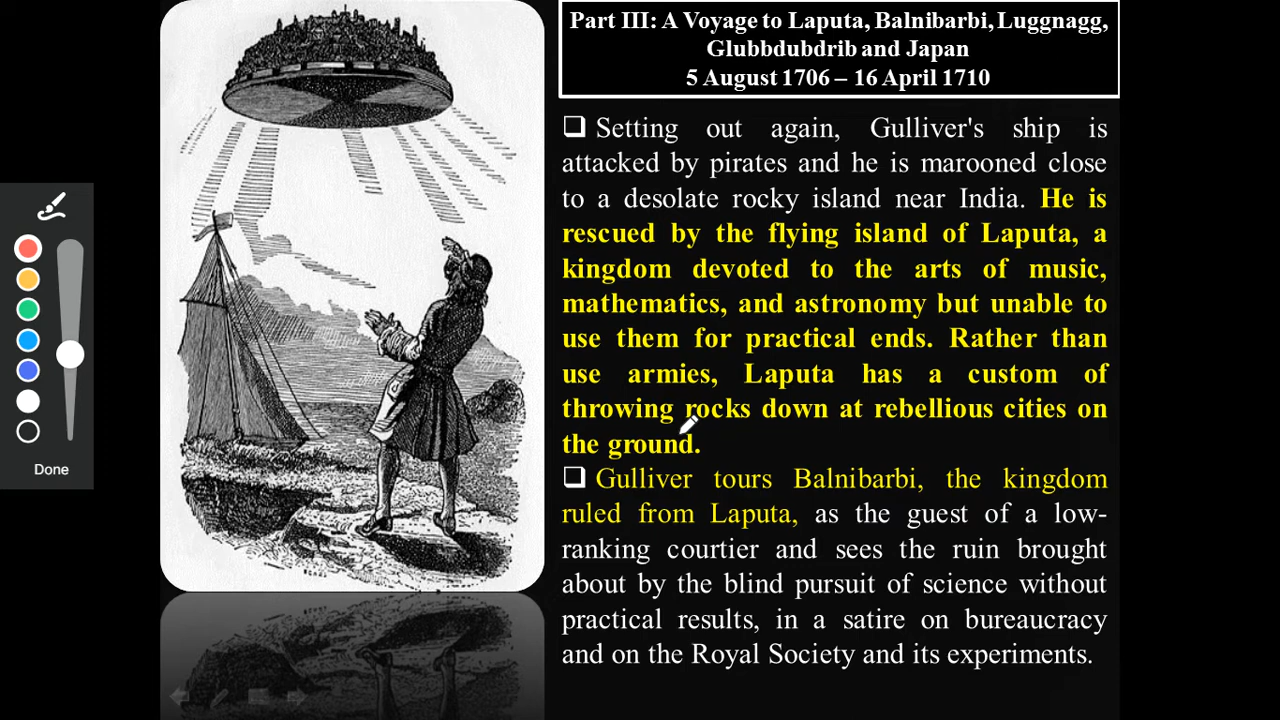 Part III: A Voyage to Laputa, Balnibarbi, Luggnagg,
Glubbdubdrib and Japan
5 August 1706 – 16 April 1710
❑ Setting out again, Gulliver's ship is
attacked by pirates and he is marooned close
to a desolate rocky island near India. He is
rescued by the flying island of Laputa, a
kingdom devoted to the arts of music,
mathematics, and astronomy but unable to
use them for practical ends. Rather than
use armies, Laputa has a custom of
throwing rocks down at rebellious cities on
the ground.
❑ Gulliver tours Balnibarbi, the kingdom
ruled from Laputa, as the guest of a low-
ranking courtier and sees the ruin brought
about by the blind pursuit of science without
practical results, in a satire on bureaucracy
and on the Royal Society and its experiments.
Done